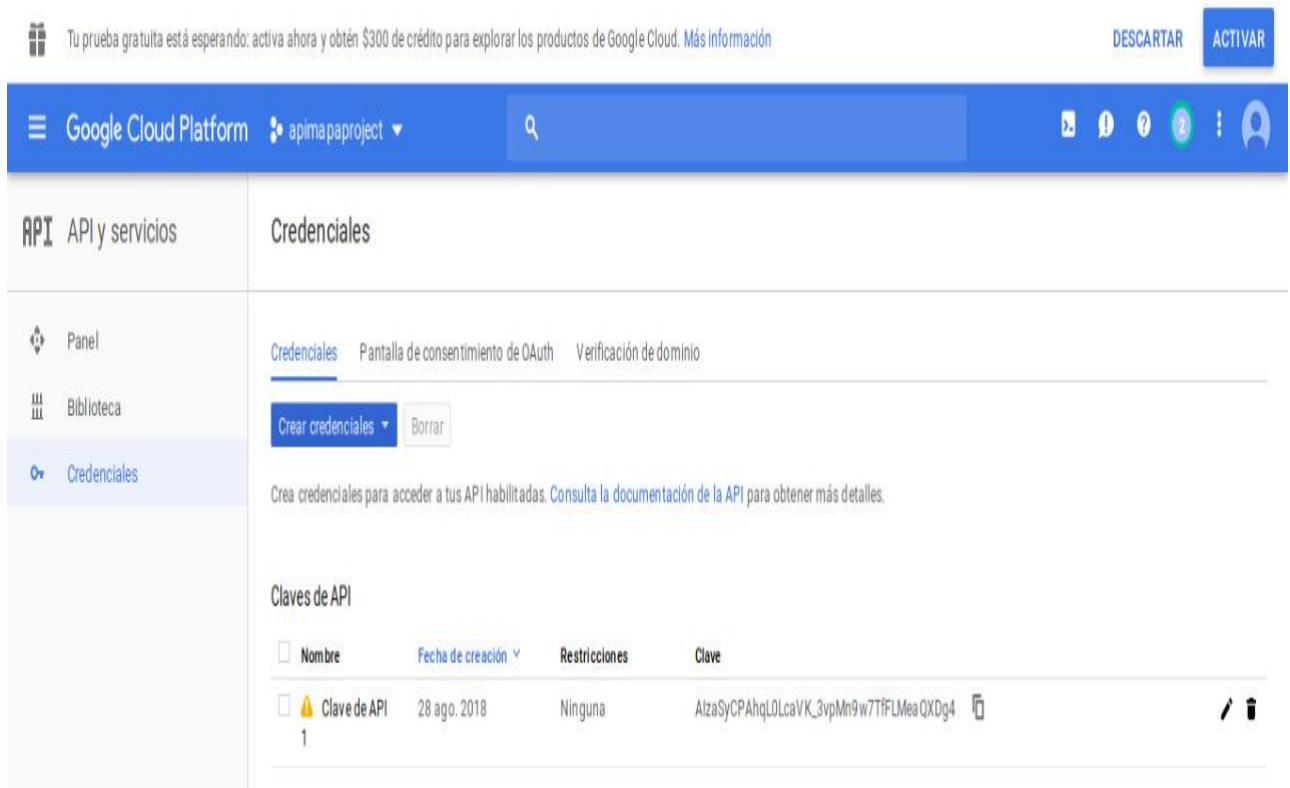 Tu prueba gratuita está esperando: activa ahora y obtén $300 de crédito para explorar los productos de Google Cloud. Más información
DESCARTAR
ACTIVAR
Google Cloud Platform
apimapaproject
2
API API y servicios
Credenciales
Panel
Biblioteca
Credenciales
Credenciales Pantalla de consentimiento de OAuth Verificación de dominio
Crear credenciales
Borrar
Crea credenciales para acceder a tus API habilitadas. Consulta la documentación de la API para obtener más detalles.
Claves de API
Nombre Fecha de creación Restricciones Clave
Clave de API 28 ago. 2018 Ninguna AIzaSyCPAhqL0LcaVK_3vpMn9w7TfFLMeaQXDg4
1